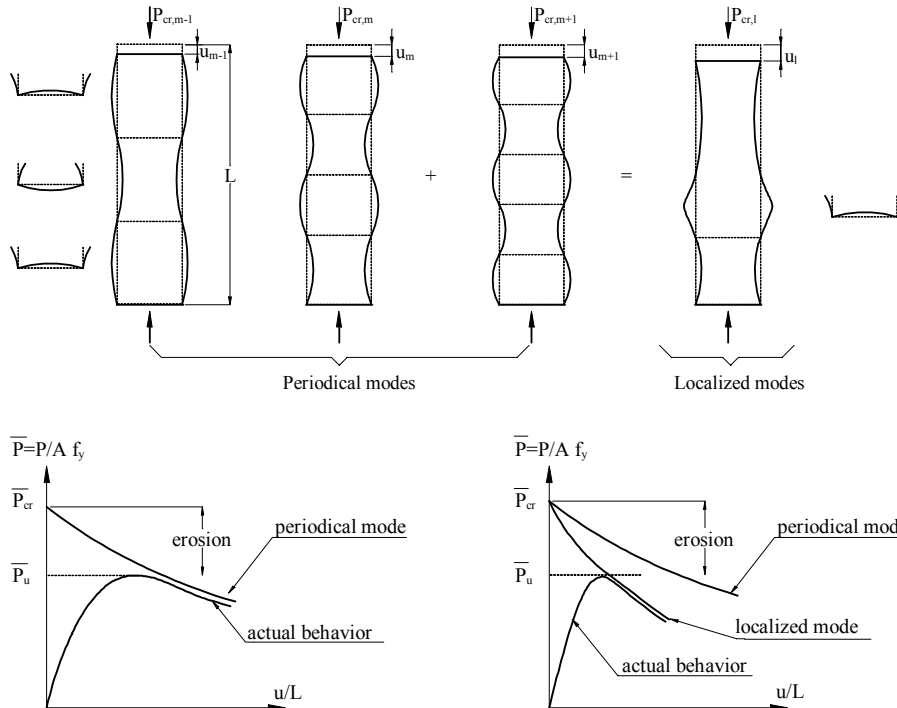 P_cr,m-1 P_cr,m P_cr,m+1 P_cr,l
u_m-1 u_m u_m+1 u_l
L + =
Periodical modes Localized modes
P̅=P/A f_y
P̅_cr
erosion
periodical mode
P̅_u
actual behavior
u/L
P̅=P/A f_y
P̅_cr
erosion
periodical mod
P̅_u
localized mode
actual behavior
u/L